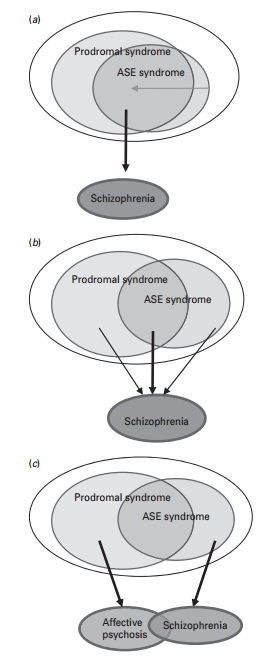 (a)
Prodromal syndrome
ASE syndrome
Schizophrenia
(b)
Prodromal syndrome
ASE syndrome
Schizophrenia
(c)
Prodromal syndrome
ASE syndrome
Affective
psychosis
Schizophrenia